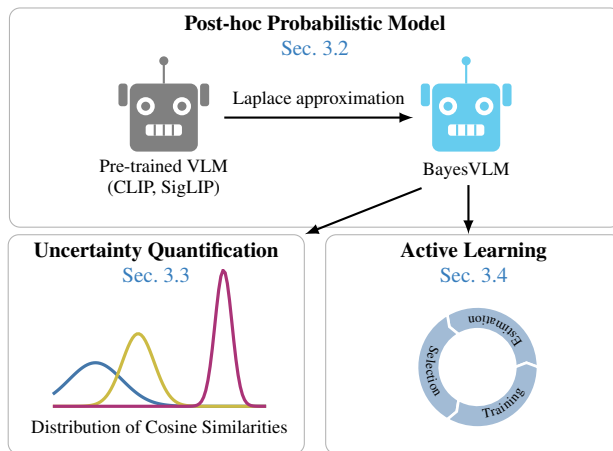 Post-hoc Probabilistic Model
Sec. 3.2
Laplace approximation
Pre-trained VLM
(CLIP, SigLIP)
BayesVLM
Uncertainty Quantification
Sec. 3.3
Distribution of Cosine Similarities
Active Learning
Sec. 3.4
Estimation
Selection
Training